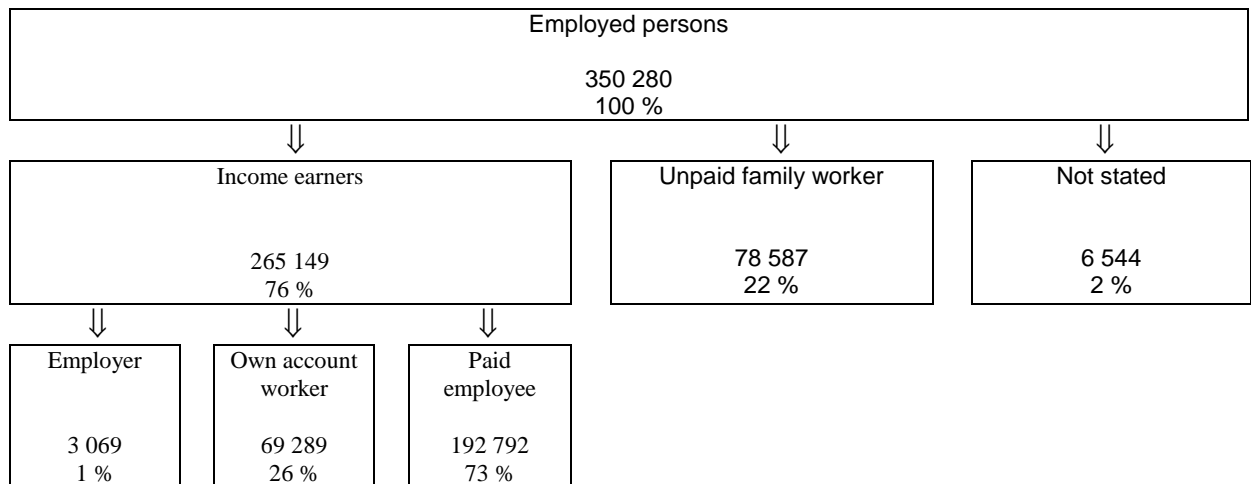 Employed persons
350 280
100 %
⇓ ⇓ ⇓
Income earners
265 149
76 %
Unpaid family worker
78 587
22 %
Not stated
6 544
2 %
⇓ ⇓ ⇓
Employer
3 069
1 %
Own account
worker
69 289
26 %
Paid
employee
192 792
73 %